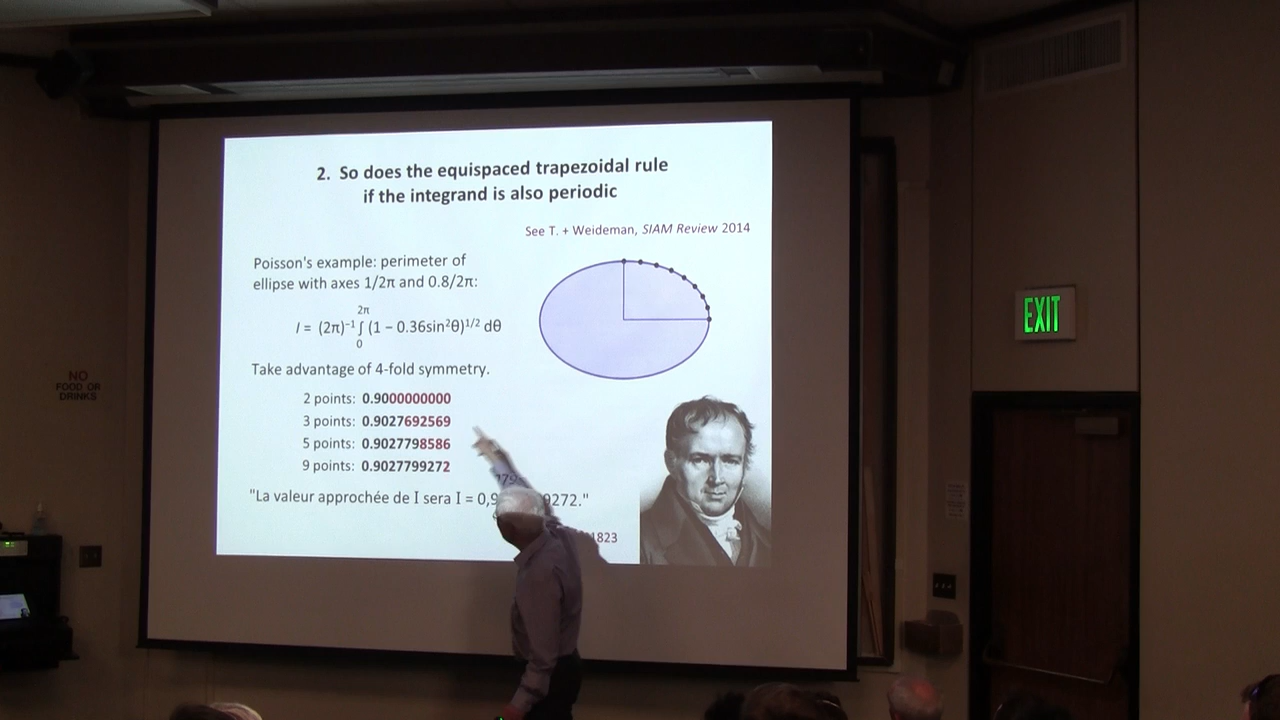 2. So does the equispaced trapezoidal rule
if the integrand is also periodic
See T. + Weideman, SIAM Review 2014
Poisson's example: perimeter of
ellipse with axes 1/2π and 0.8/2π:
2π
I = (2π)⁻¹ ∫ (1 − 0.36sin²θ)^1/2 dθ
0
Take advantage of 4-fold symmetry.
2 points: 0.9000000000
3 points: 0.9027692569
5 points: 0.9027798586
9 points: 0.9027799272
"La valeur approchée de I sera I = 0,9 9272."
1823
EXIT
NO
FOOD OR
DRINKS